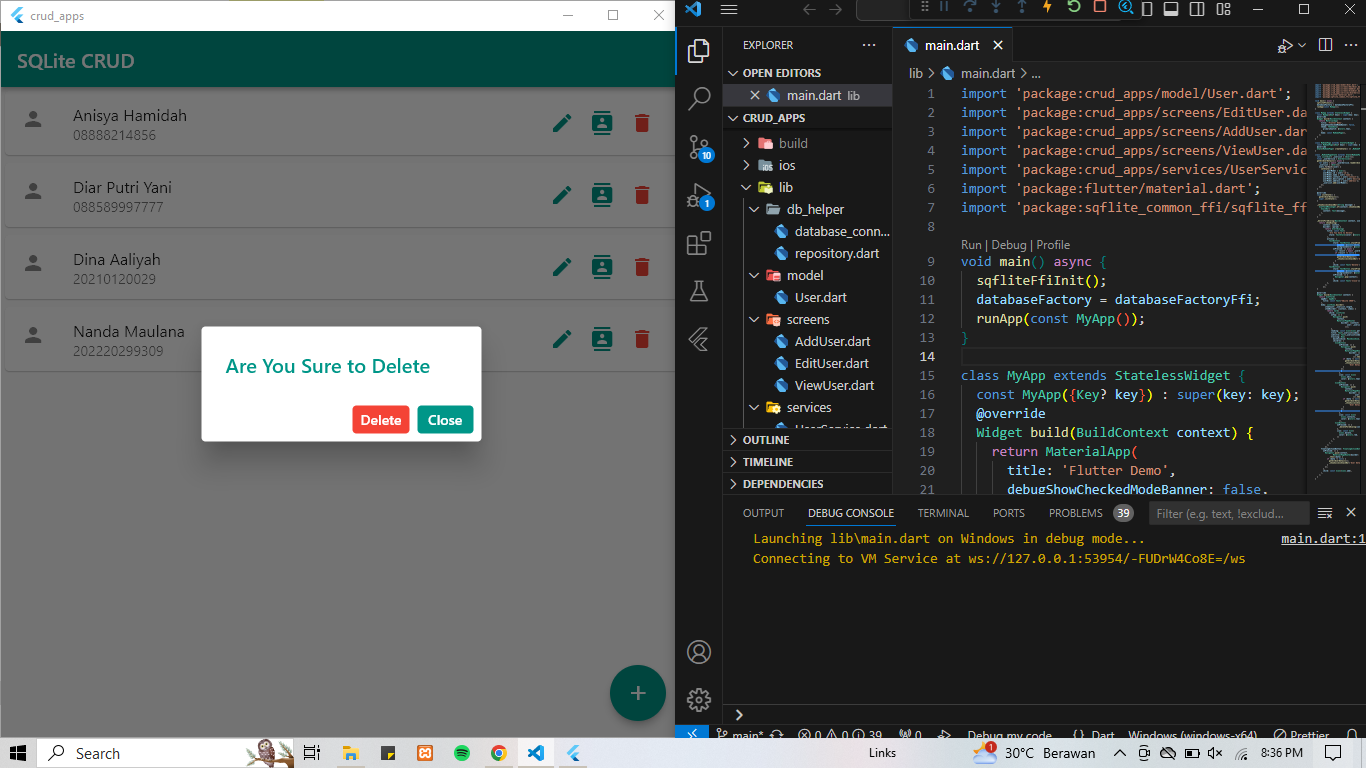 crud_apps
SQLite CRUD
Anisya Hamidah
08888214856
Diar Putri Yani
088589997777
Dina Aaliyah
20210120029
Nanda Maulana
202220299309
Are You Sure to Delete
Delete Close
EXPLORER
OPEN EDITORS
main.dart lib
CRUD_APPS
build
ios
lib
db_helper
database_conn...
repository.dart
model
User.dart
screens
AddUser.dart
EditUser.dart
ViewUser.dart
services
UserService.dart
OUTLINE
TIMELINE
DEPENDENCIES
10
1
main.dart
lib > main.dart > ...
1 import 'package:crud_apps/model/User.dart';
2 import 'package:crud_apps/screens/EditUser.dar
3 import 'package:crud_apps/screens/AddUser.dar
4 import 'package:crud_apps/screens/ViewUser.da
5 import 'package:crud_apps/services/UserServic
6 import 'package:flutter/material.dart';
7 import 'package:sqflite_common_ffi/sqflite_ff
8
Run | Debug | Profile
9 void main() async {
10 sqfliteFfiInit();
11 databaseFactory = databaseFactoryFfi;
12 runApp(const MyApp());
13 }
14
15 class MyApp extends StatelessWidget {
16 const MyApp({Key? key}) : super(key: key);
17 @override
18 Widget build(BuildContext context) {
19 return MaterialApp(
20 title: 'Flutter Demo',
21 debugShowCheckedModeBanner: false,
OUTPUT DEBUG CONSOLE TERMINAL PORTS PROBLEMS 39 Filter (e.g. text, !exclud...
Launching lib\main.dart on Windows in debug mode... main.dart:1
Connecting to VM Service at ws://127.0.0.1:53954/-FUDrW4Co8E=/ws
main* 0 0 39 0 Debug my code {} Dart Windows (windows-x64) Prettier
Search Links 1 30°C Berawan 8:36 PM